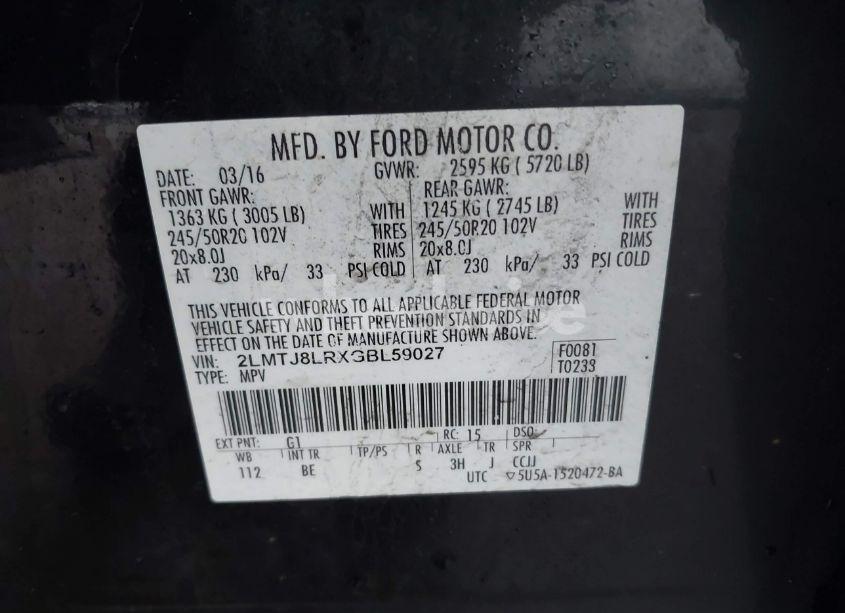 MFD. BY FORD MOTOR CO.
DATE: 03/16 GVWR: 2595 KG ( 5720 LB)
FRONT GAWR: REAR GAWR:
1363 KG ( 3005 LB) WITH 1245 KG ( 2745 LB) WITH
245/50R20 102V TIRES 245/50R20 102V TIRES
20x8.0J RIMS 20x8.0J RIMS
AT 230 kPa/ 33 PSI COLD AT 230 kPa/ 33 PSI COLD
THIS VEHICLE CONFORMS TO ALL APPLICABLE FEDERAL MOTOR
VEHICLE SAFETY AND THEFT PREVENTION STANDARDS IN
EFFECT ON THE DATE OF MANUFACTURE SHOWN ABOVE.
VIN: 2LMTJ8LRXGBL59027 F0081
TYPE: MPV T0233
EXT PNT: G1 RC: 15 DSO:
WB INT TR TP/PS R AXLE TR SPR
112 BE S 3H J CCJJ
UTC ▽5U5A-1520472-BA